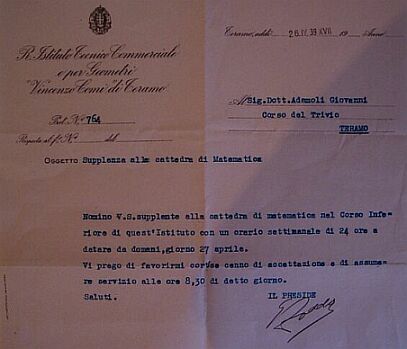 R. Istituto Tecnico Commerciale
e per Geometri
"Vincenzo Comi" di Teramo
Teramo, addì 26.IV.39 XVII 19 Anno
Prot. N.° 764
Risposta al f.° N.° del
Al Sig.Dott.Ademoli Giovanni
Corso del Trivio
TERAMO
OGGETTO Supplenza alla cattedra di Matematica
Nomino V.S.supplente alla cattedra di matematica nel Corso Infe-
riore di quest'Istituto con un orario settimanale di 24 ore a
datare da domani,giorno 27 aprile.
Vi prego di favorirmi cortese cenno di accettazione e di assume-
re servizio alle ore 8,30 di detto giorno.
Saluti.
IL PRESIDE